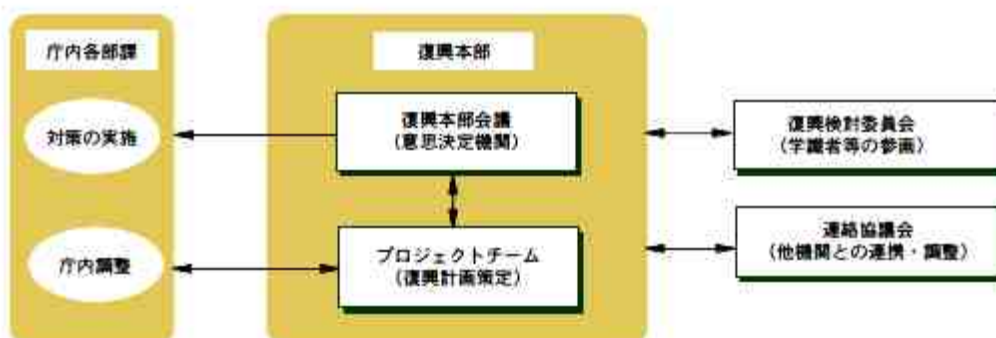 庁内各部課
対策の実施
庁内調整
復興本部
復興本部会議
(意思決定機関)
プロジェクトチーム
(復興計画策定)
復興検討委員会
(学識者等の参画)
連絡協議会
(他機関との連携・調整)